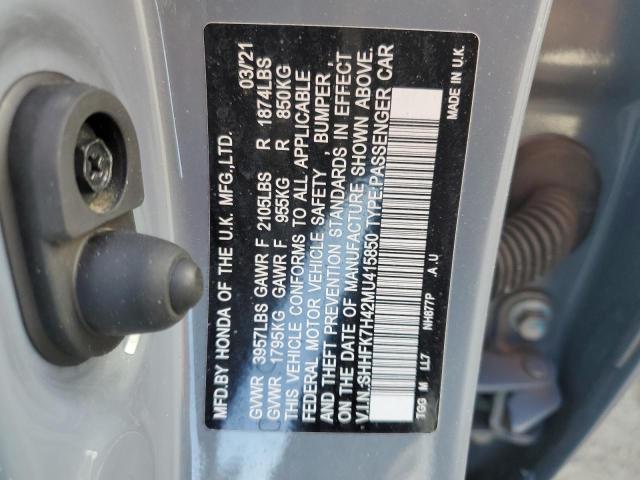 MFD.BY HONDA OF THE U.K. MFG.,LTD. 03/21
GVWR 3957LBS GAWR F 2105LBS R 1874LBS
GVWR 1795KG GAWR F 955KG R 850KG
THIS VEHICLE CONFORMS TO ALL APPLICABLE
FEDERAL MOTOR VEHICLE SAFETY , BUMPER ,
AND THEFT PREVENTION STANDARDS IN EFFECT
ON THE DATE OF MANUFACTURE SHOWN ABOVE.
V.I.N.:SHHFK7H42MU415850 TYPE:PASSENGER CAR
TGG M LL7 NH877P .A.U MADE IN U.K.